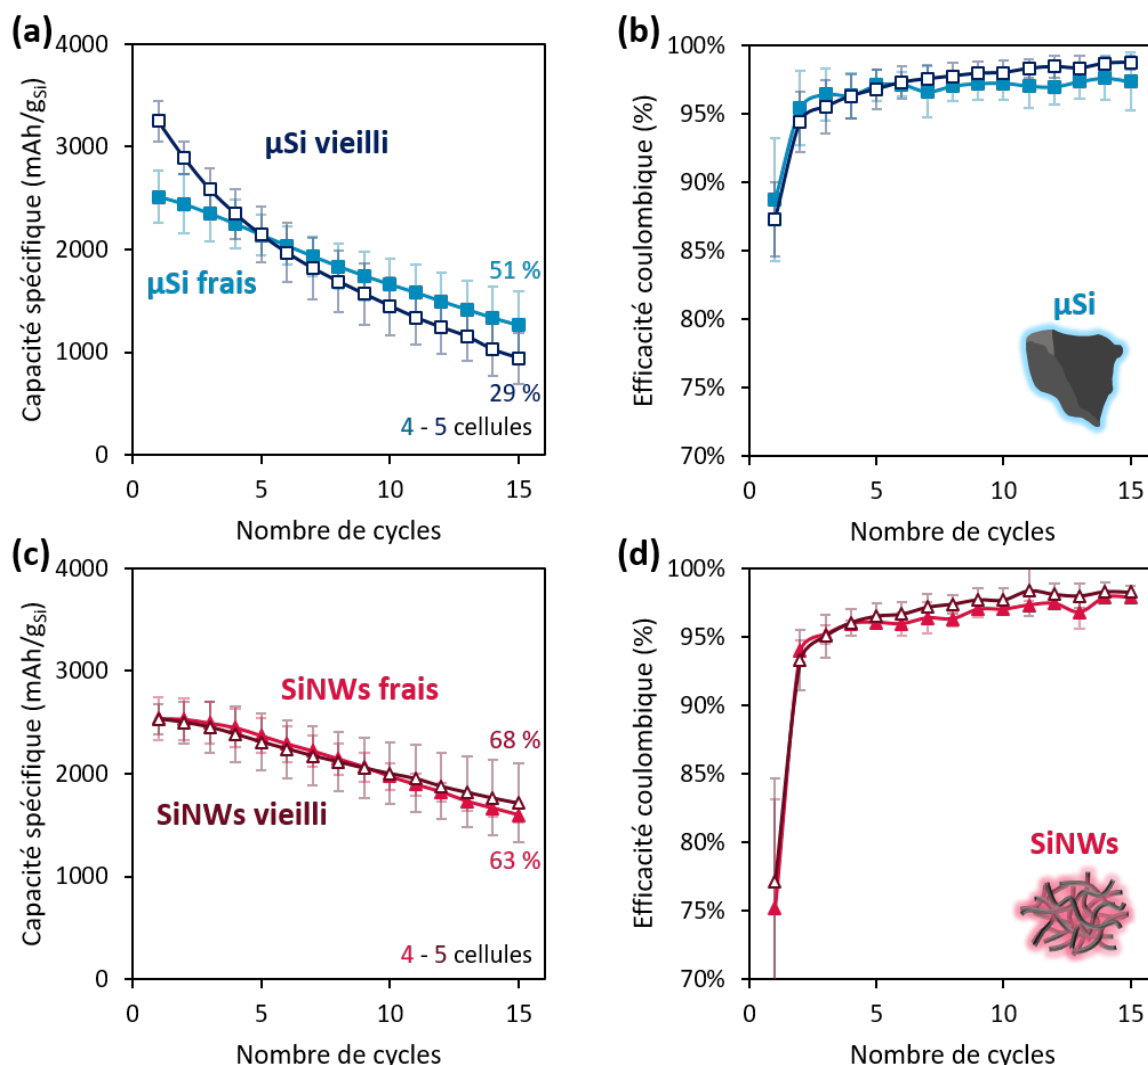 (a)
Capacité spécifique (mAh/gSi)
4000
3000
2000
1000
0
µSi vieilli
µSi frais
51 %
29 %
4 - 5 cellules
0 5 10 15
Nombre de cycles
(b)
Efficacité coulombique (%)
100%
95%
90%
85%
80%
75%
70%
µSi
0 5 10 15
Nombre de cycles
(c)
Capacité spécifique (mAh/gSi)
4000
3000
2000
1000
0
SiNWs frais
68 %
SiNWs vieilli
63 %
4 - 5 cellules
0 5 10 15
Nombre de cycles
(d)
Efficacité coulombique (%)
100%
95%
90%
85%
80%
75%
70%
SiNWs
0 5 10 15
Nombre de cycles